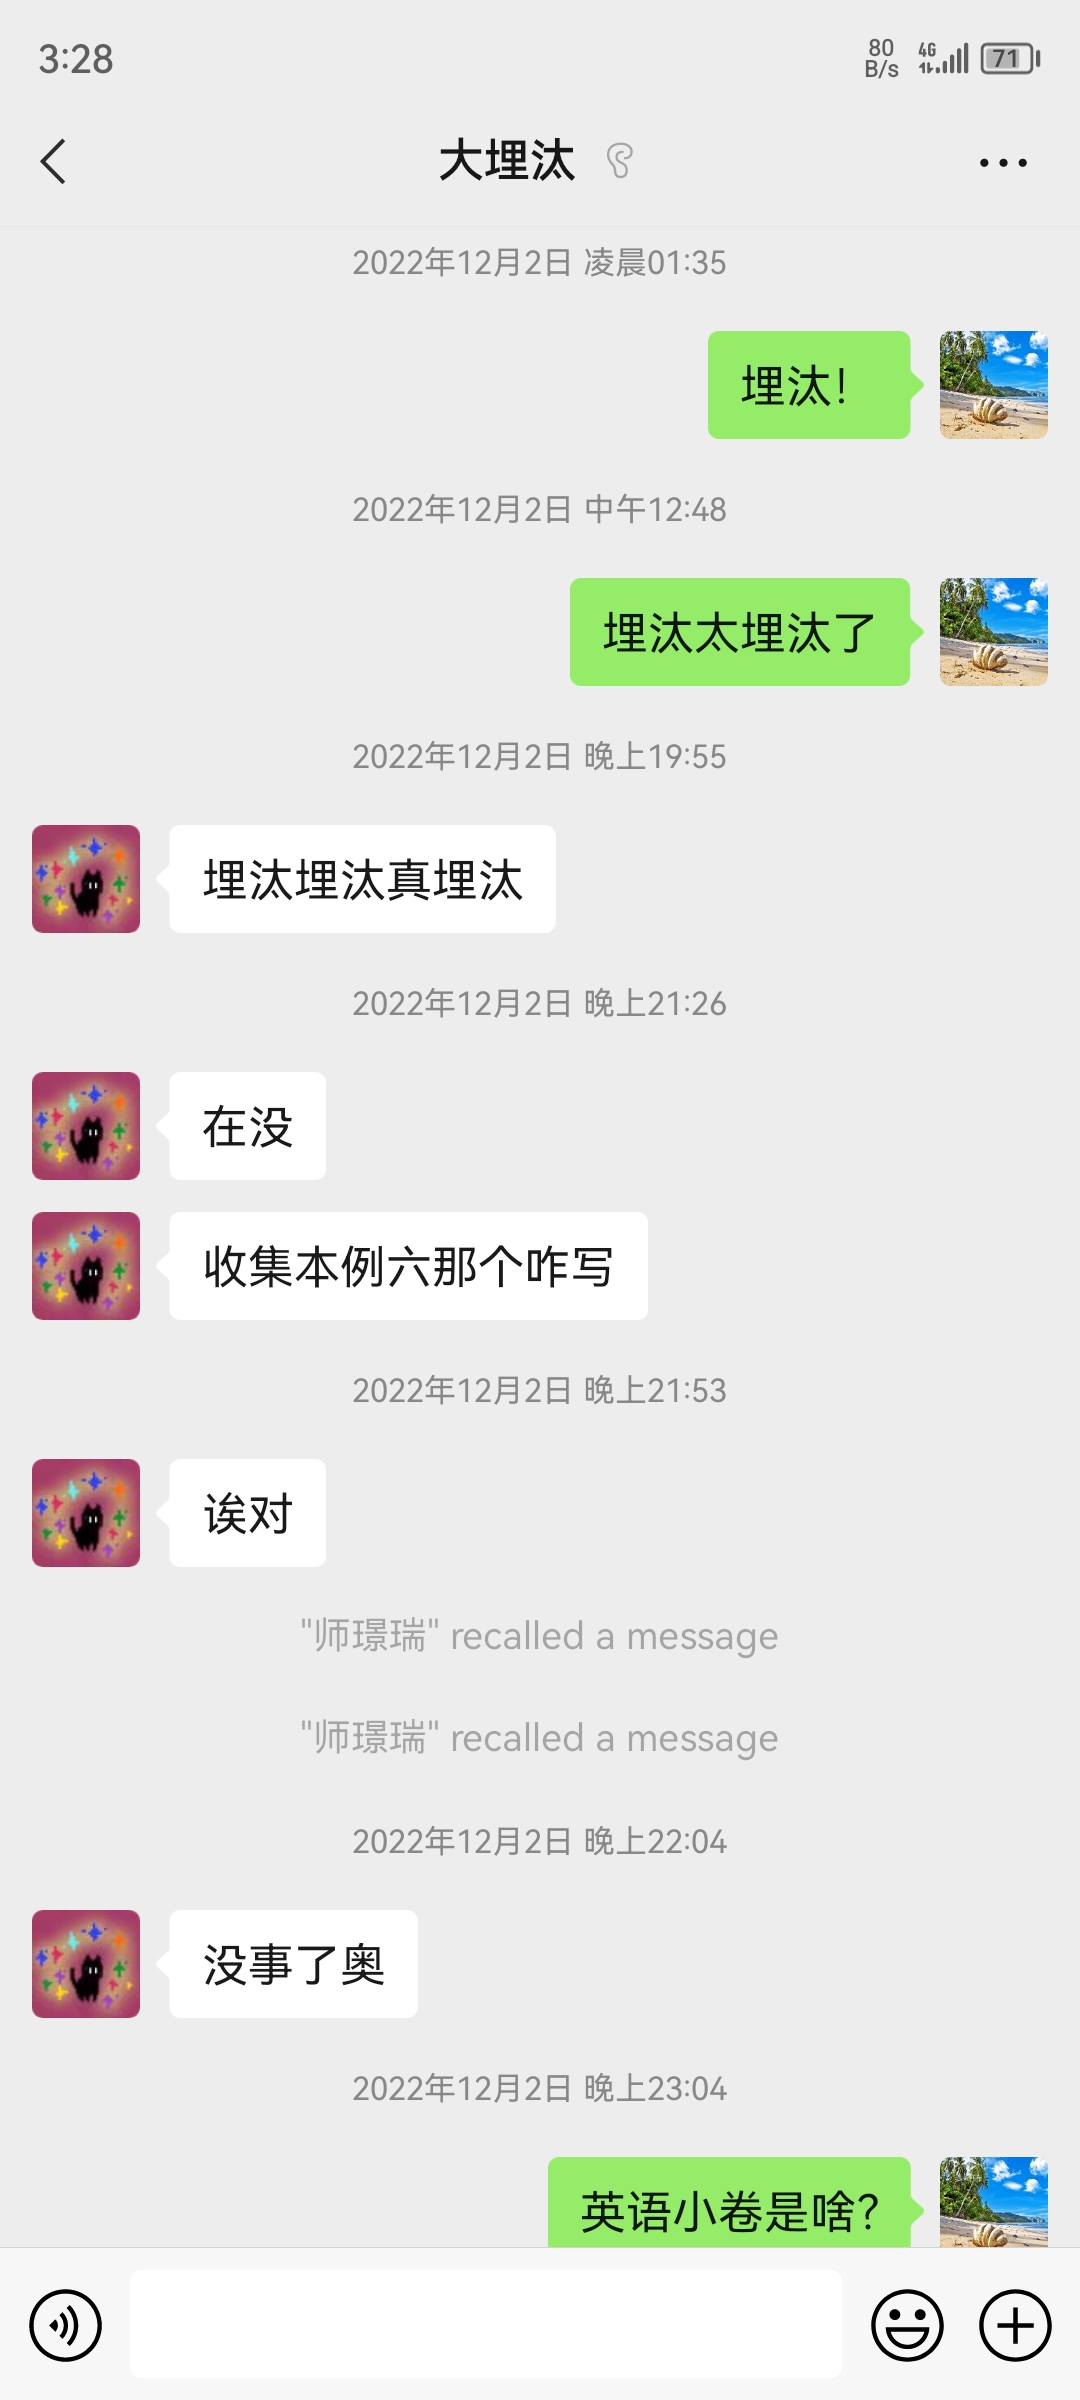 3:28
80
B/s
4G
71
大埋汰
2022年12月2日 凌晨01:35
埋汰!
2022年12月2日 中午12:48
埋汰太埋汰了
2022年12月2日 晚上19:55
埋汰埋汰真埋汰
2022年12月2日 晚上21:26
在没
收集本例六那个咋写
2022年12月2日 晚上21:53
诶对
"师璟瑞" recalled a message
"师璟瑞" recalled a message
2022年12月2日 晚上22:04
没事了奥
2022年12月2日 晚上23:04
英语小卷是啥?